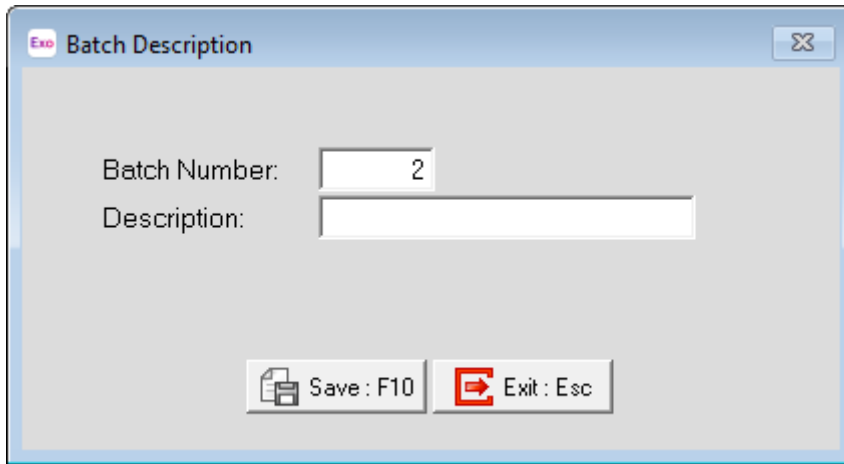 Exo Batch Description
Batch Number: 2
Description:
Save : F10 Exit : Esc